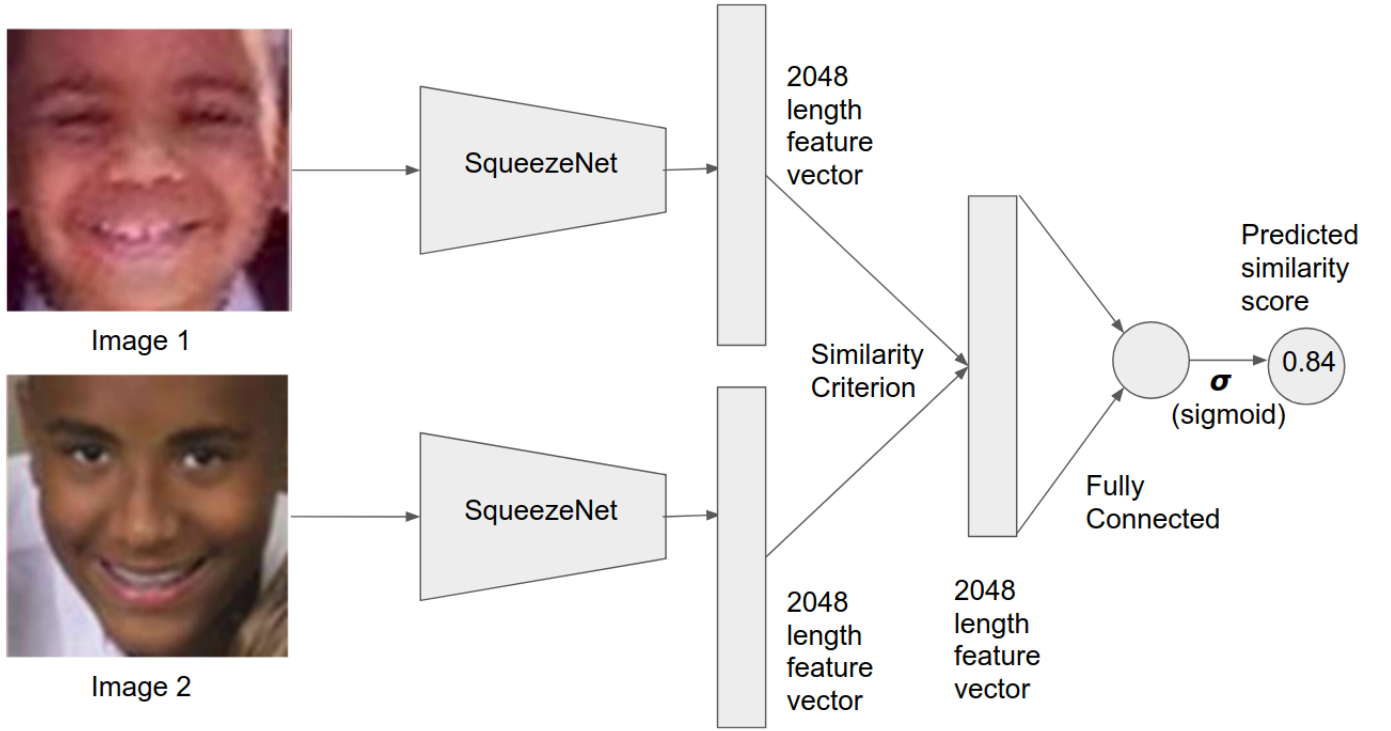 Image 1
SqueezeNet
2048
length
feature
vector
Image 2
SqueezeNet
2048
length
feature
vector
Similarity
Criterion
2048
length
feature
vector
Fully
Connected
σ
(sigmoid)
Predicted
similarity
score
0.84